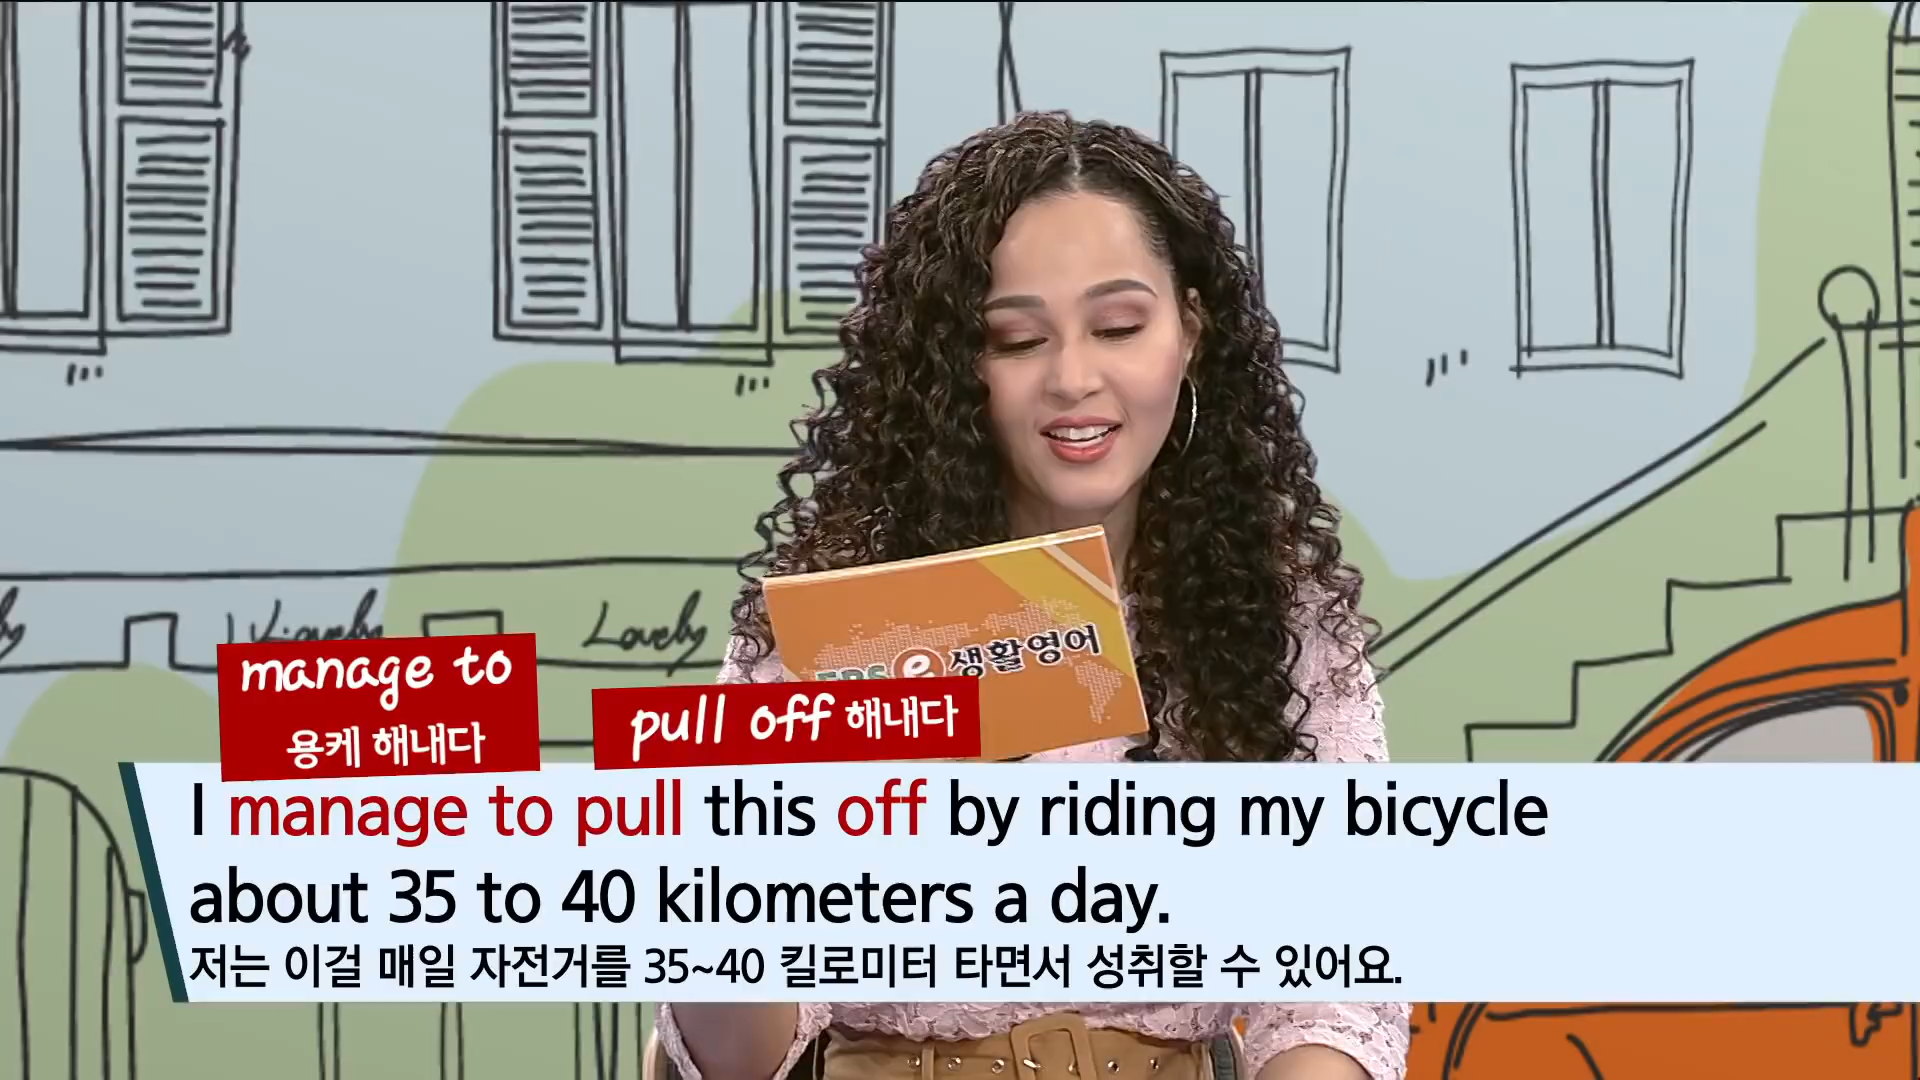 Lovely
Lovely
manage to
용케 해내다
pull off 해내다
EBS e 생활영어
I manage to pull this off by riding my bicycle
about 35 to 40 kilometers a day.
저는 이걸 매일 자전거를 35~40 킬로미터 타면서 성취할 수 있어요.